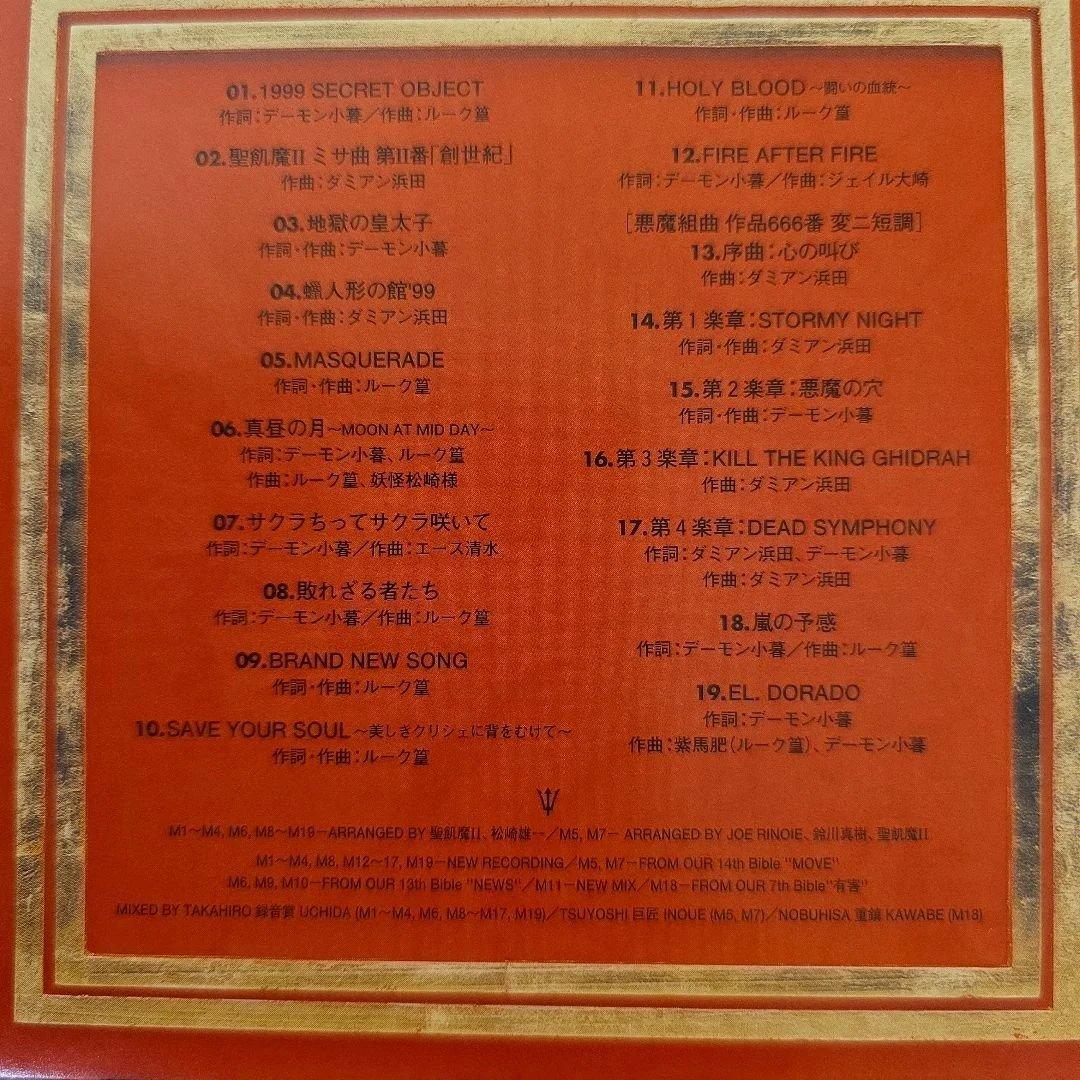 01.1999 SECRET OBJECT
作詞：デーモン小暮／作曲：ルーク篁
02.聖飢魔II ミサ曲 第II番「創世紀」
作曲：ダミアン浜田
03.地獄の皇太子
作詞・作曲：デーモン小暮
04.蠟人形の館'99
作詞・作曲：ダミアン浜田
05.MASQUERADE
作詞・作曲：ルーク篁
06.真昼の月～MOON AT MID DAY～
作詞：デーモン小暮、ルーク篁
作曲：ルーク篁、妖怪松崎様
07.サクラちってサクラ咲いて
作詞：デーモン小暮／作曲：エース清水
08.敗れざる者たち
作詞：デーモン小暮／作曲：ルーク篁
09.BRAND NEW SONG
作詞・作曲：ルーク篁
10.SAVE YOUR SOUL～美しきクリシェに背をむけて～
作詞・作曲：ルーク篁
11.HOLY BLOOD～闘いの血統～
作詞・作曲：ルーク篁
12.FIRE AFTER FIRE
作詞：デーモン小暮／作曲：ジェイル大崎
［悪魔組曲 作品666番 変ニ短調］
13.序曲：心の叫び
作曲：ダミアン浜田
14.第1楽章：STORMY NIGHT
作詞・作曲：ダミアン浜田
15.第2楽章：悪魔の穴
作詞・作曲：デーモン小暮
16.第3楽章：KILL THE KING GHIDRAH
作曲：ダミアン浜田
17.第4楽章：DEAD SYMPHONY
作詞：ダミアン浜田、デーモン小暮
作曲：ダミアン浜田
18.嵐の予感
作詞：デーモン小暮／作曲：ルーク篁
19.EL. DORADO
作詞：デーモン小暮
作曲：紫馬肥（ルーク篁）、デーモン小暮
M1～M4, M6, M8～M19－ARRANGED BY 聖飢魔II、松崎雄一／M5, M7－ ARRANGED BY JOE RINOIE, 鈴川真樹、聖飢魔II
M1～M4, M8, M12～17, M19－NEW RECORDING／M5, M7－FROM OUR 14th Bible "MOVE"
M6, M9, M10－FROM OUR 13th Bible "NEWS"／M11－NEW MIX／M18－FROM OUR 7th Bible"有害"
MIXED BY TAKAHIRO 録音賞 UCHIDA (M1～M4, M6, M8～M17, M19)／TSUYOSHI 巨匠 INOUE (M5, M7)／NOBUHISA 重鎮 KAWABE (M18)